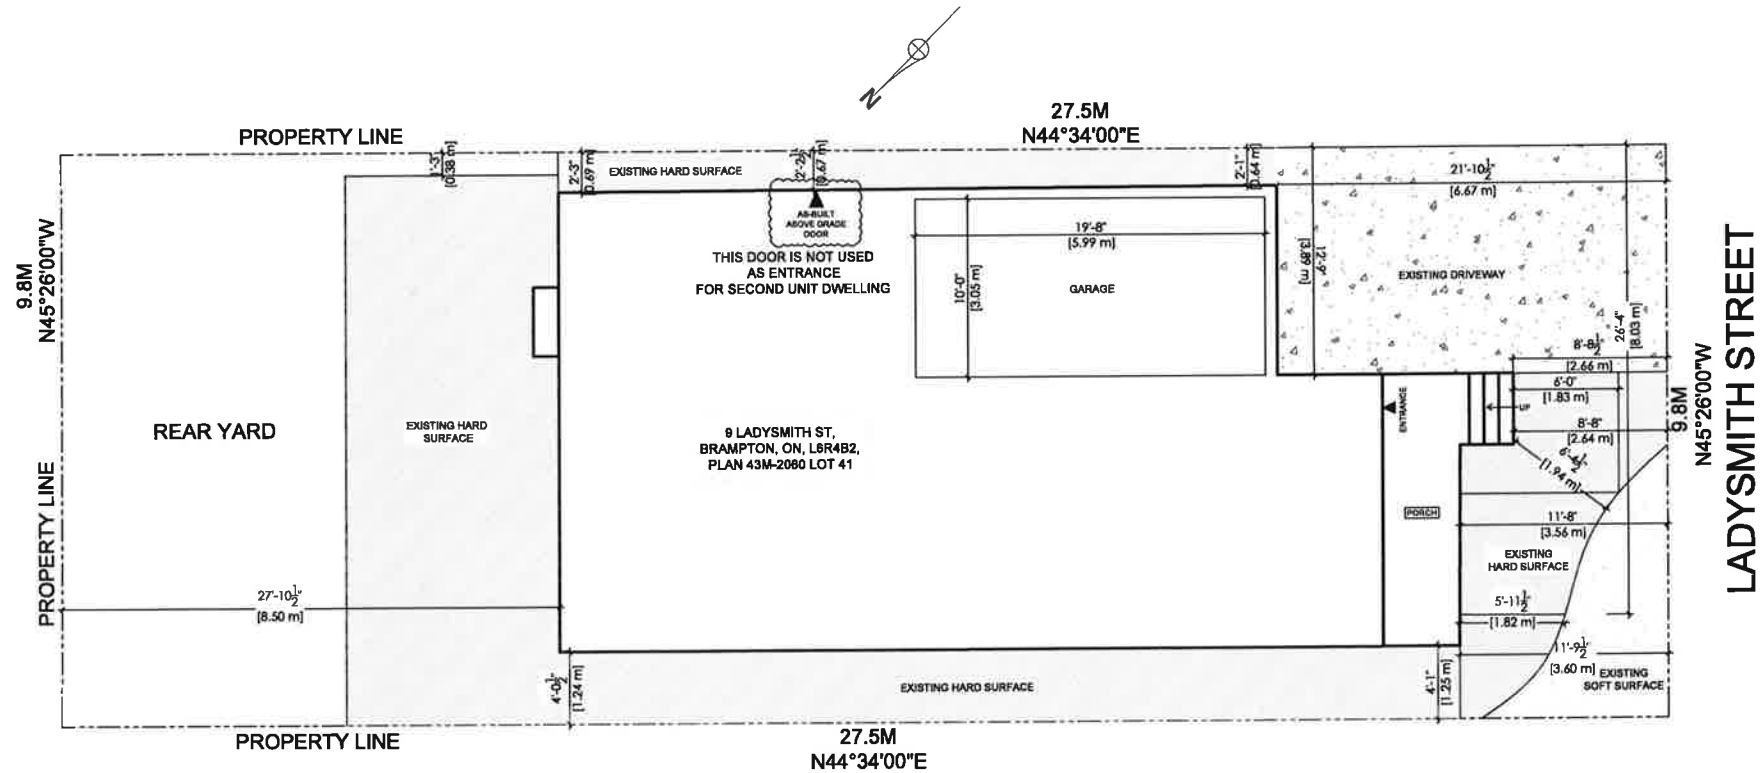 N
27.5M
N44°34'00"E
PROPERTY LINE
1'-3"
[0.38 m]
2'-3"
[0.69 m]
EXISTING HARD SURFACE
2'-2½"
[0.67 m]
2'-1"
[0.64 m]
21'-10½"
[6.67 m]
AS-BUILT
ABOVE GRADE
DOOR
THIS DOOR IS NOT USED
AS ENTRANCE
FOR SECOND UNIT DWELLING
19'-8"
[5.99 m]
10'-0"
[3.05 m]
GARAGE
12'-9"
[3.89 m]
EXISTING DRIVEWAY
26'-4"
[8.03 m]
9.8M
N45°26'00"W
8'-8½"
[2.66 m]
6'-0"
[1.83 m]
UP
ENTRANCE
8'-8"
[2.64 m]
6'-4½"
[1.94 m]
9.8M
N45°26'00"W
LADYSMITH STREET
REAR YARD
EXISTING HARD
SURFACE
9 LADYSMITH ST,
BRAMPTON, ON, L6R4B2,
PLAN 43M-2060 LOT 41
PORCH
11'-8"
[3.56 m]
EXISTING
HARD SURFACE
PROPERTY LINE
27'-10½"
[8.50 m]
5'-11½"
[1.82 m]
11'-9½"
[3.60 m]
EXISTING
SOFT SURFACE
4'-0½"
[1.24 m]
EXISTING HARD SURFACE
4'-1"
[1.25 m]
PROPERTY LINE
27.5M
N44°34'00"E